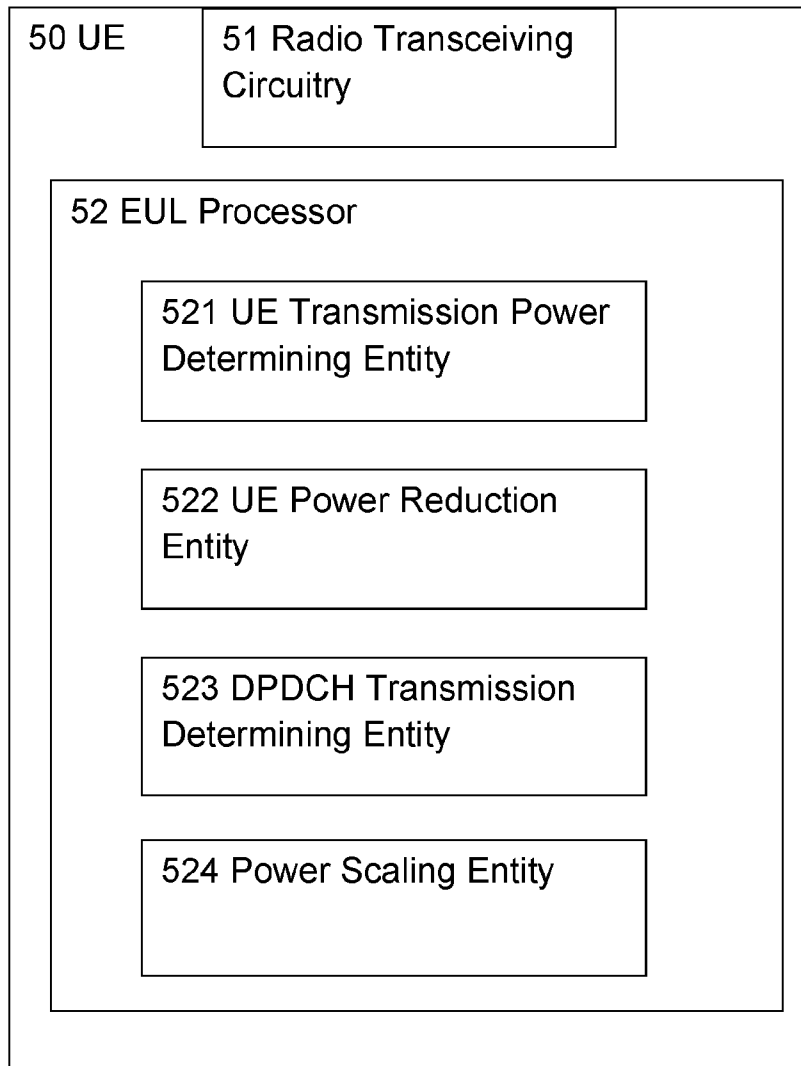 50 UE
51 Radio Transceiving
Circuitry
52 EUL Processor
521 UE Transmission Power
Determining Entity
522 UE Power Reduction
Entity
523 DPDCH Transmission
Determining Entity
524 Power Scaling Entity